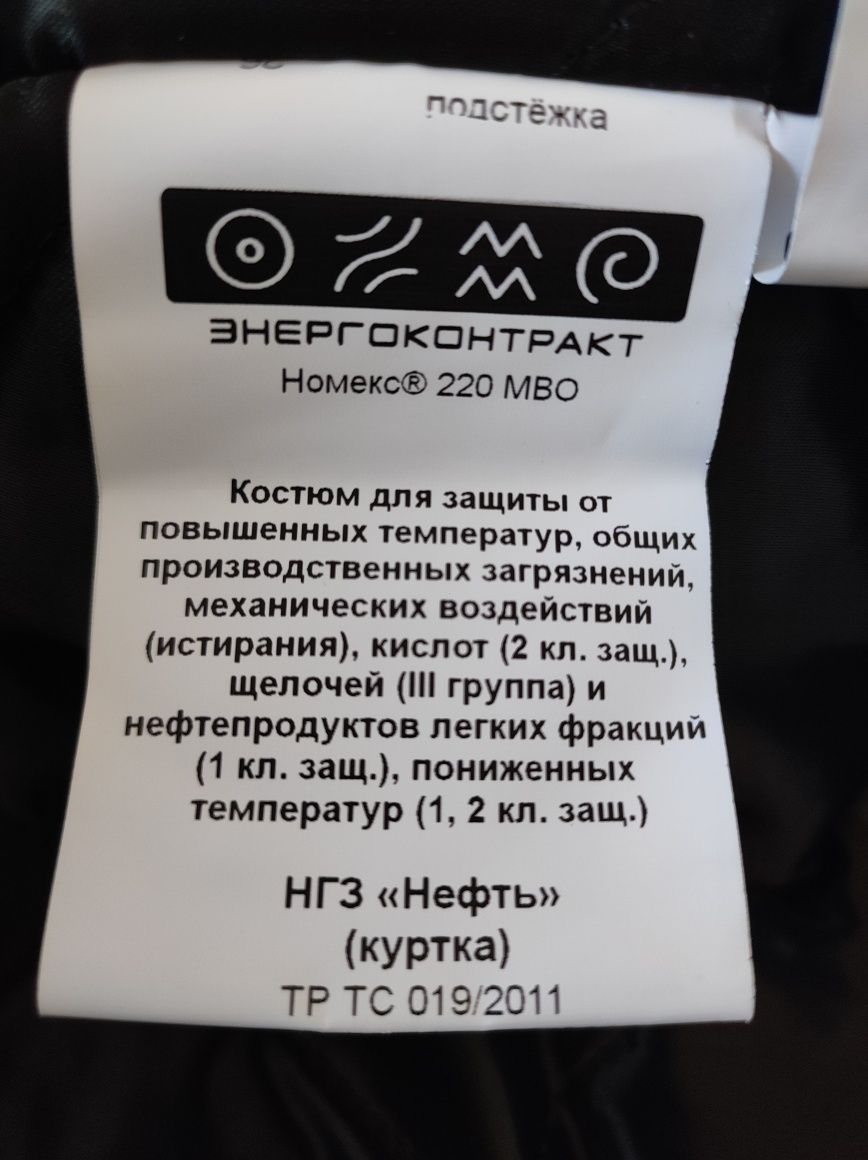 подстёжка
ЭНЕРГОКОНТРАКТ
Номекс® 220 МВО
Костюм для защиты от
повышенных температур, общих
производственных загрязнений,
механических воздействий
(истирания), кислот (2 кл. защ.),
щелочей (III группа) и
нефтепродуктов легких фракций
(1 кл. защ.), пониженных
температур (1, 2 кл. защ.)
НГЗ «Нефть»
(куртка)
ТР ТС 019/2011